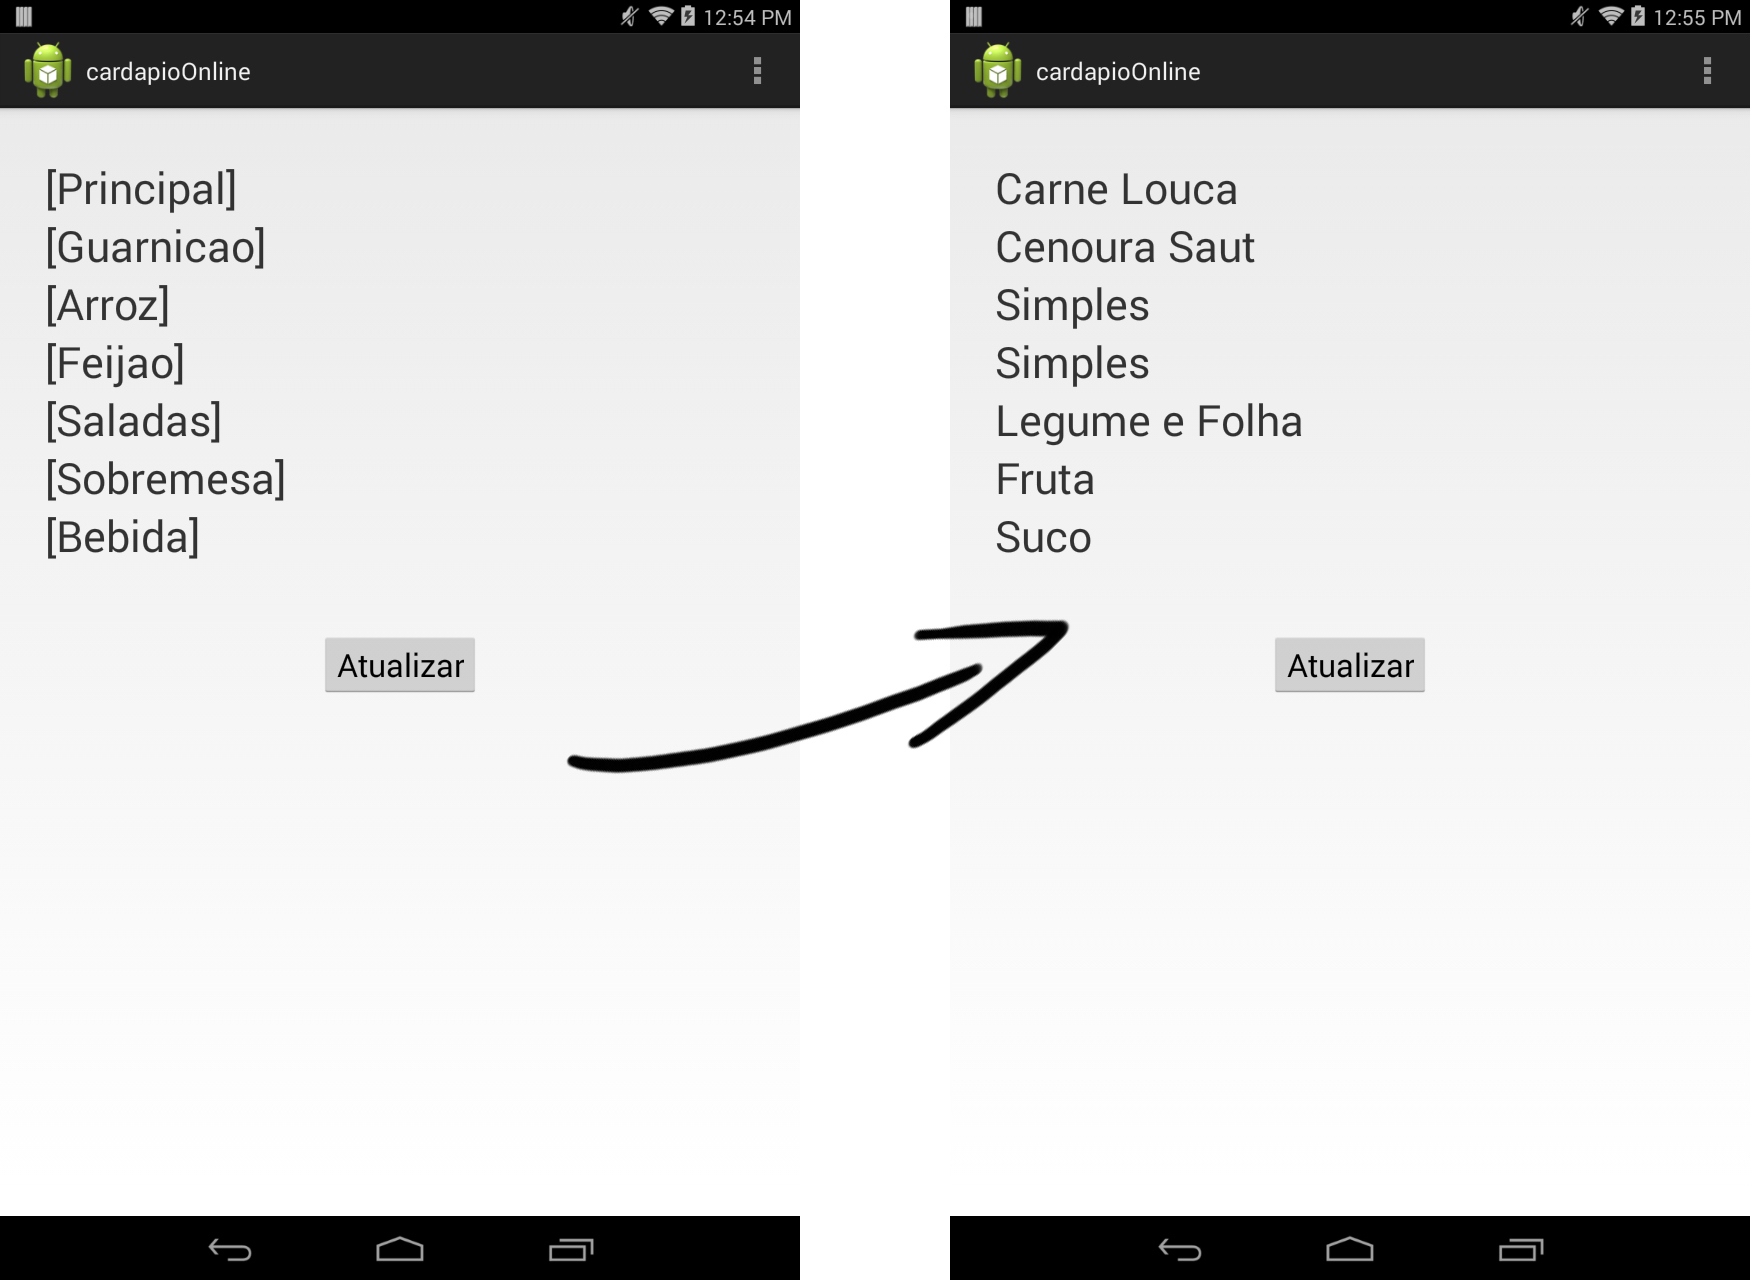 12:54 PM
cardapioOnline
[Principal]
[Guarnicao]
[Arroz]
[Feijao]
[Saladas]
[Sobremesa]
[Bebida]
Atualizar
12:55 PM
cardapioOnline
Carne Louca
Cenoura Saut
Simples
Simples
Legume e Folha
Fruta
Suco
Atualizar